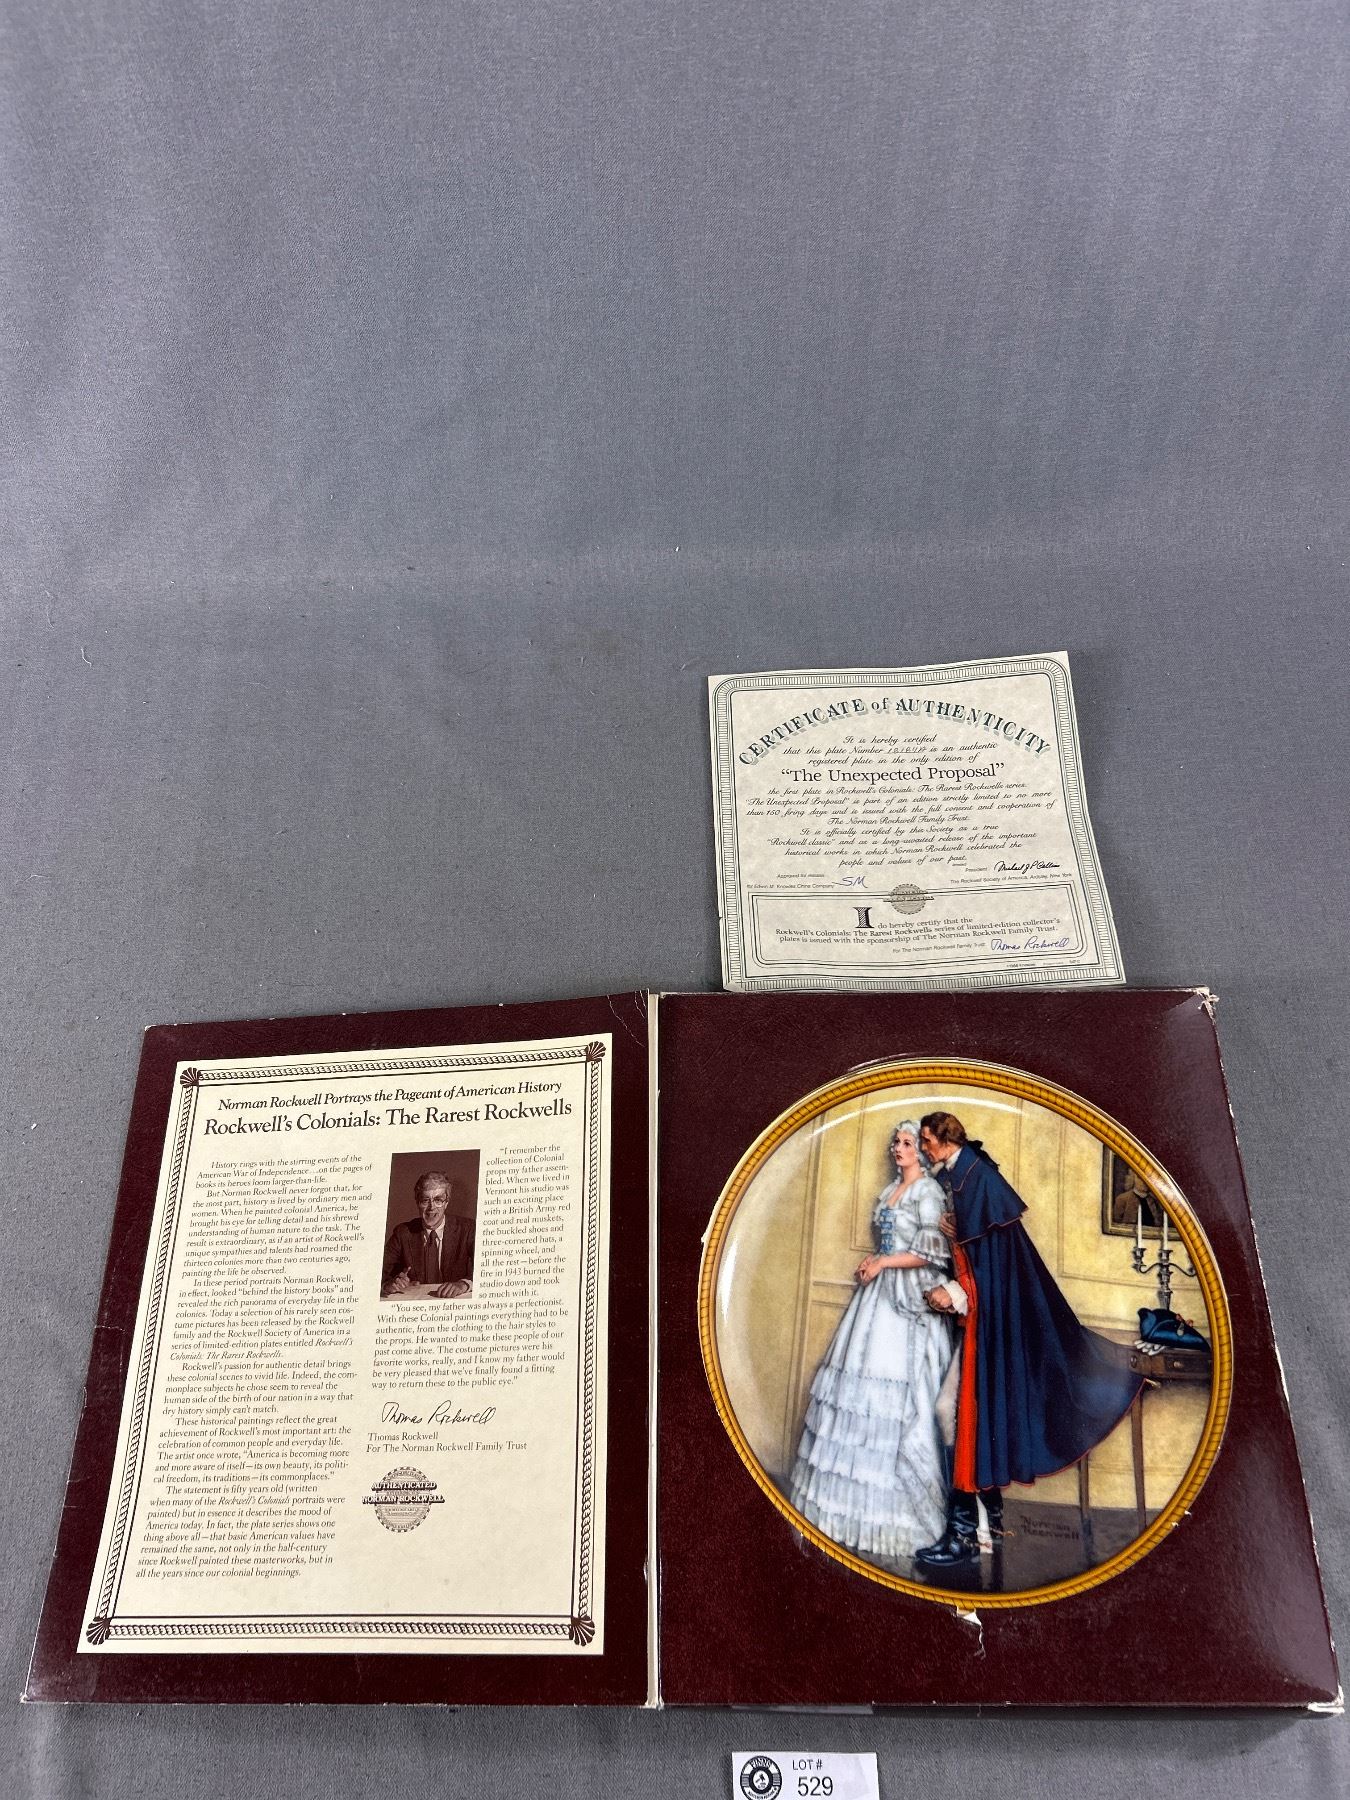 CERTIFICATE of AUTHENTICITY
It is hereby certified
that this plate Number is an authentic
registered plate in the only edition of
“The Unexpected Proposal”
the first plate in Rockwell's Colonials: The Rarest Rockwells series.
"The Unexpected Proposal" is part of an edition strictly limited to no more
than 150 firing days and is issued with the full consent and cooperation of
The Norman Rockwell Family Trust.
It is officially certified by this Society as a true
"Rockwell classic" and as a long-awaited release of the important
historical works in which Norman Rockwell celebrated the
people and values of our past.
Approved for release
for Edwin M. Knowles China Company SM
President
The Rockwell Society of America, Ardsley, New York
I do hereby certify that the
Rockwell's Colonials: The Rarest Rockwells series of limited-edition collector's
plates is issued with the sponsorship of The Norman Rockwell Family Trust.
For The Norman Rockwell Family Trust Thomas Rockwell
Norman Rockwell Portrays the Pageant of American History
Rockwell's Colonials: The Rarest Rockwells
History rings with the stirring events of the
American War of Independence...on the pages of
books its heroes loom larger-than-life.
But Norman Rockwell never forgot that, for
the most part, history is lived by ordinary men and
women. When he painted colonial America, he
brought his eye for telling detail and his shrewd
understanding of human nature to the task. The
result is extraordinary, as if an artist of Rockwell's
unique sympathies and talents had roamed the
thirteen colonies more than two centuries ago,
painting the life he observed.
In these period portraits Norman Rockwell,
in effect, looked "behind the history books" and
revealed the rich panorama of everyday life in the
colonies. Today a selection of his rarely seen cos-
tume pictures has been released by the Rockwell
family and the Rockwell Society of America in a
series of limited-edition plates entitled Rockwell's
Colonials: The Rarest Rockwells.
Rockwell's passion for authentic detail brings
these colonial scenes to vivid life. Indeed, the com-
monplace subjects he chose seem to reveal the
human side of the birth of our nation in a way that
dry history simply can't match.
These historical paintings reflect the great
achievement of Rockwell's most important art: the
celebration of common people and everyday life.
The artist once wrote, "America is becoming more
and more aware of itself—its own beauty, its politi-
cal freedom, its traditions—its commonplaces."
The statement is fifty years old (written
when many of the Rockwell's Colonials portraits were
painted) but in essence it describes the mood of
America today. In fact, the plate series shows one
thing above all—that basic American values have
remained the same, not only in the half-century
since Rockwell painted these masterworks, but in
all the years since our colonial beginnings.
"I remember the
collection of Colonial
props my father assem-
bled. When we lived in
Vermont his studio was
such an exciting place
with a British Army red
coat and real muskets,
the buckled shoes and
three-cornered hats, a
spinning wheel, and
all the rest—before the
fire in 1943 burned the
studio down and took
so much with it.
"You see, my father was always a perfectionist.
With these Colonial paintings everything had to be
authentic, from the clothing to the hair styles to
the props. He wanted to make these people of our
past come alive. The costume pictures were his
favorite works, really, and I know my father would
be very pleased that we've finally found a fitting
way to return these to the public eye."
Thomas Rockwell
Thomas Rockwell
For The Norman Rockwell Family Trust
AUTHENTICATED
NORMAN ROCKWELL
Norman
Rockwell
LOT #
529